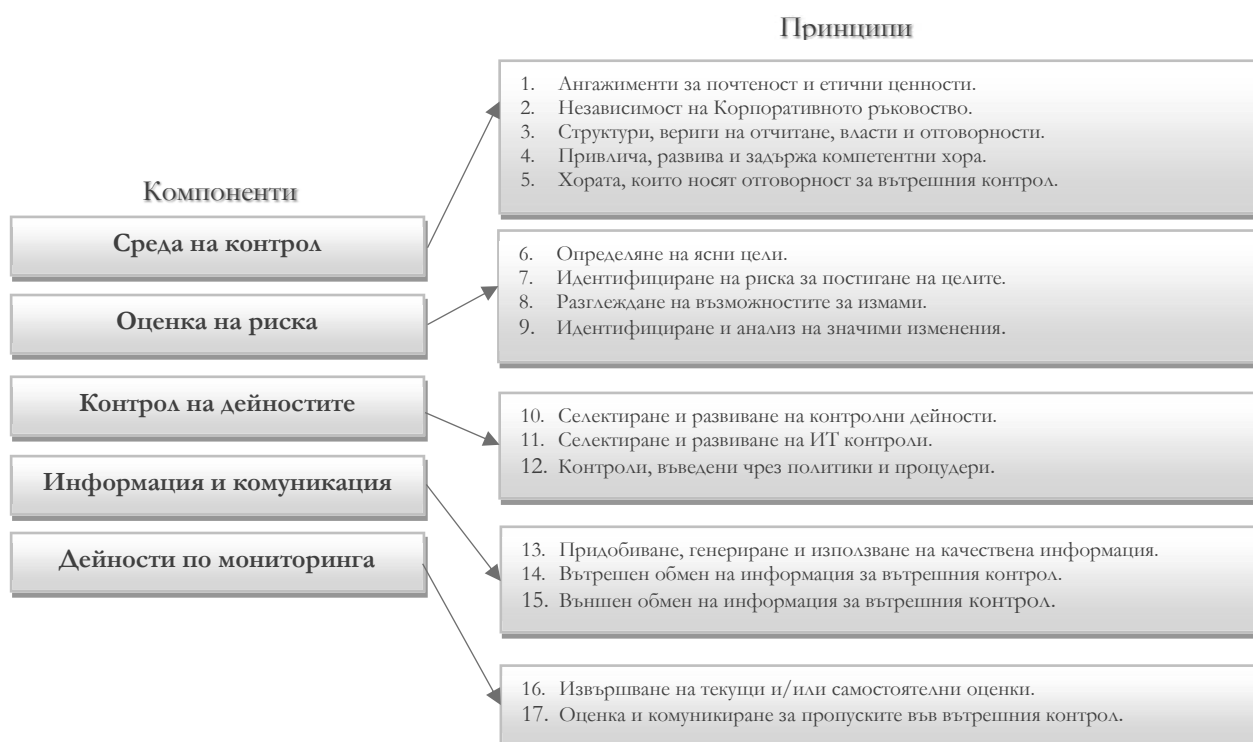 Принципи
1. Ангажименти за почтеност и етични ценности.
2. Независимост на Корпоративното ръковоство.
3. Структури, вериги на отчитане, власти и отговорности.
4. Привлича, развива и задържа компетентни хора.
5. Хората, които носят отговорност за вътрешния контрол.
Компоненти
Среда на контрол
6. Определяне на ясни цели.
7. Идентифициране на риска за постигане на целите.
8. Разглеждане на възможностите за измами.
9. Идентифициране и анализ на значими изменения.
Оценка на риска
Контрол на дейностите
10. Селектиране и развиване на контролни дейности.
11. Селектиране и развиване на ИТ контроли.
12. Контроли, въведени чрез политики и процудери.
Информация и комуникация
Дейности по мониторинга
13. Придобиване, генериране и използване на качествена информация.
14. Вътрешен обмен на информация за вътрешния контрол.
15. Външен обмен на информация за вътрешния контрол.
16. Извършване на текущи и/или самостоятелни оценки.
17. Оценка и комуникиране за пропуските във вътрешния контрол.